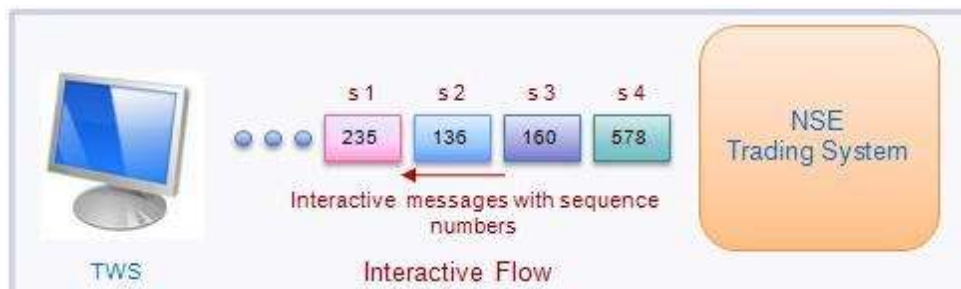 s 1 s 2 s 3 s 4
235 136 160 578
NSE
Trading System
Interactive messages with sequence
numbers
TWS
Interactive Flow